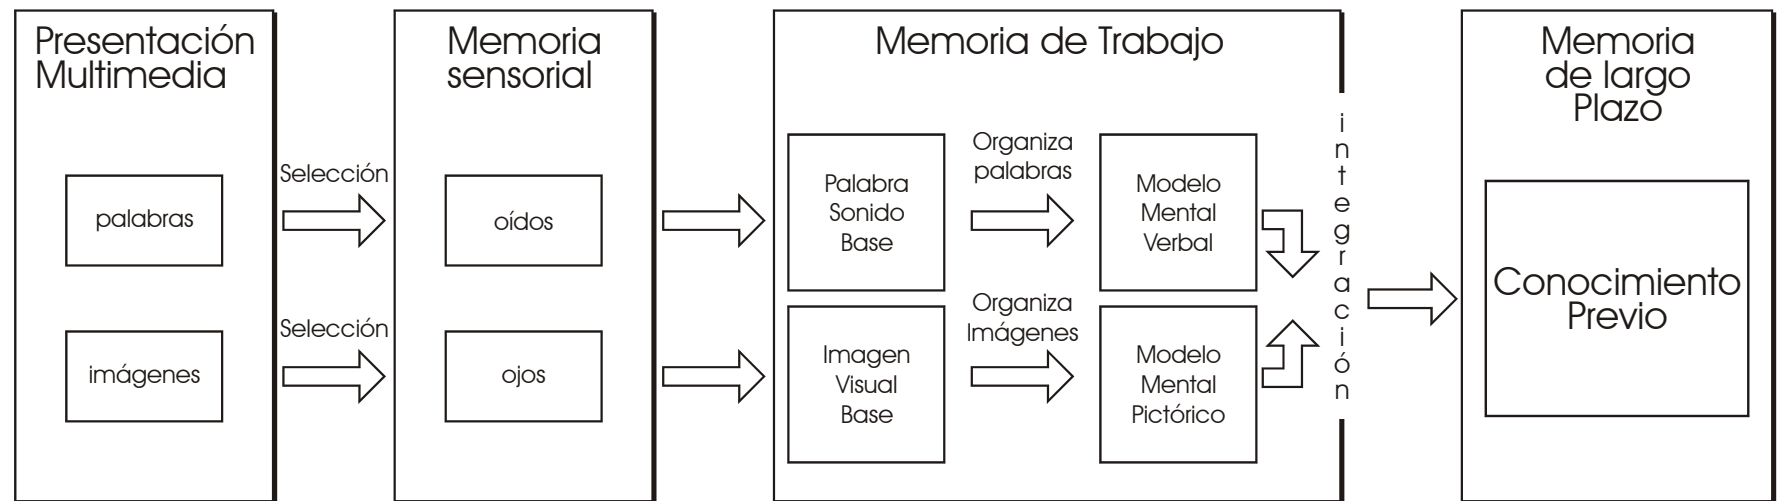 Presentación
Multimedia
palabras
imágenes
Selección
Selección
Memoria
sensorial
oídos
ojos
Memoria de Trabajo
Palabra
Sonido
Base
Imagen
Visual
Base
Organiza
palabras
Organiza
Imágenes
Modelo
Mental
Verbal
Modelo
Mental
Pictórico
integración
Memoria
de largo
Plazo
Conocimiento
Previo